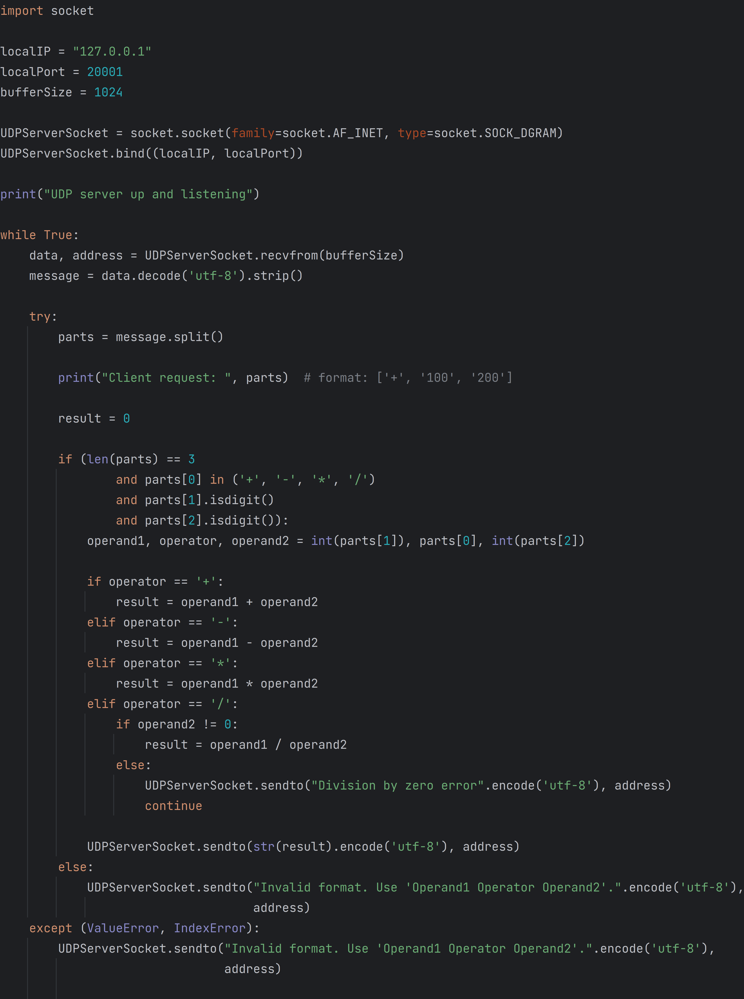 import socket

localIP = "127.0.0.1"
localPort = 20001
bufferSize = 1024

UDPServerSocket = socket.socket(family=socket.AF_INET, type=socket.SOCK_DGRAM)
UDPServerSocket.bind((localIP, localPort))

print("UDP server up and listening")

while True:
    data, address = UDPServerSocket.recvfrom(bufferSize)
    message = data.decode('utf-8').strip()

    try:
        parts = message.split()

        print("Client request: ", parts)  # format: ['+', '100', '200']

        result = 0

        if (len(parts) == 3
                and parts[0] in ('+', '-', '*', '/')
                and parts[1].isdigit()
                and parts[2].isdigit()):
            operand1, operator, operand2 = int(parts[1]), parts[0], int(parts[2])

            if operator == '+':
                result = operand1 + operand2
            elif operator == '-':
                result = operand1 - operand2
            elif operator == '*':
                result = operand1 * operand2
            elif operator == '/':
                if operand2 != 0:
                    result = operand1 / operand2
                else:
                    UDPServerSocket.sendto("Division by zero error".encode('utf-8'), address)
                    continue

            UDPServerSocket.sendto(str(result).encode('utf-8'), address)
        else:
            UDPServerSocket.sendto("Invalid format. Use 'Operand1 Operator Operand2'.".encode('utf-8'),
                                   address)
    except (ValueError, IndexError):
        UDPServerSocket.sendto("Invalid format. Use 'Operand1 Operator Operand2'.".encode('utf-8'),
                               address)